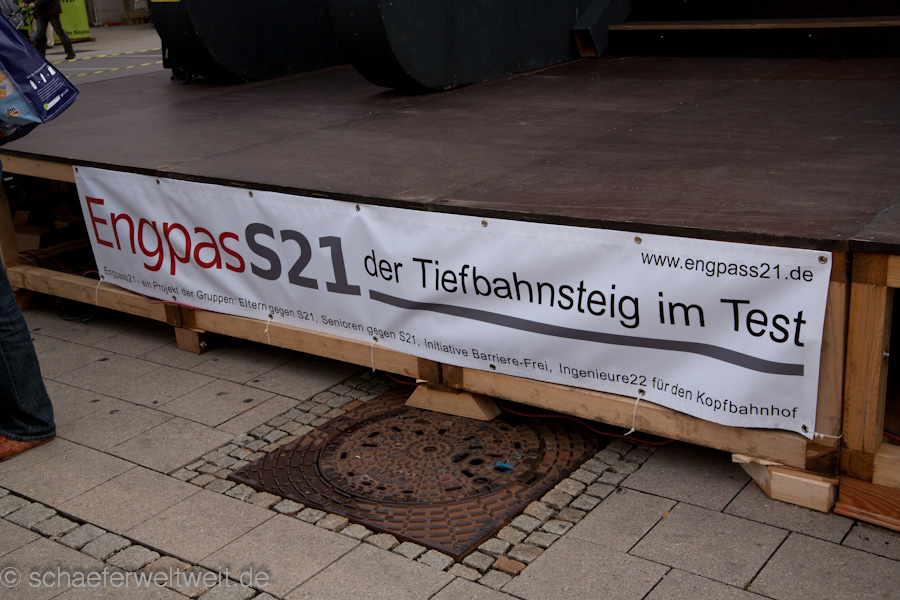 EngpasS21 der Tiefbahnsteig im Test
www.engpass21.de
Engpass21 - ein Projekt der Gruppen: Eltern gegen S21, Senioren gegen S21, Initiative Barriere-Frei, Ingenieure22 für den Kopfbahnhof
© schaeferweltweit.de